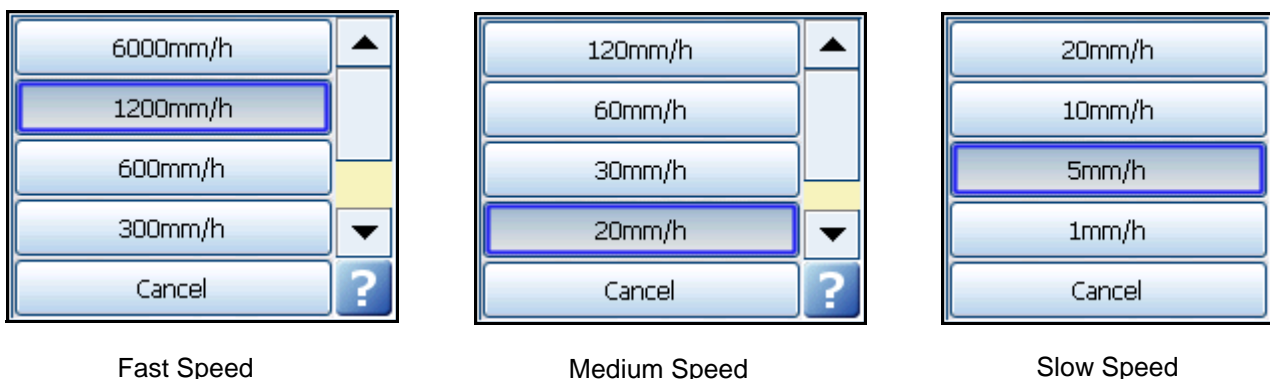 6000mm/h
1200mm/h
600mm/h
300mm/h
Cancel
?
Fast Speed
120mm/h
60mm/h
30mm/h
20mm/h
Cancel
?
Medium Speed
20mm/h
10mm/h
5mm/h
1mm/h
Cancel
Slow Speed